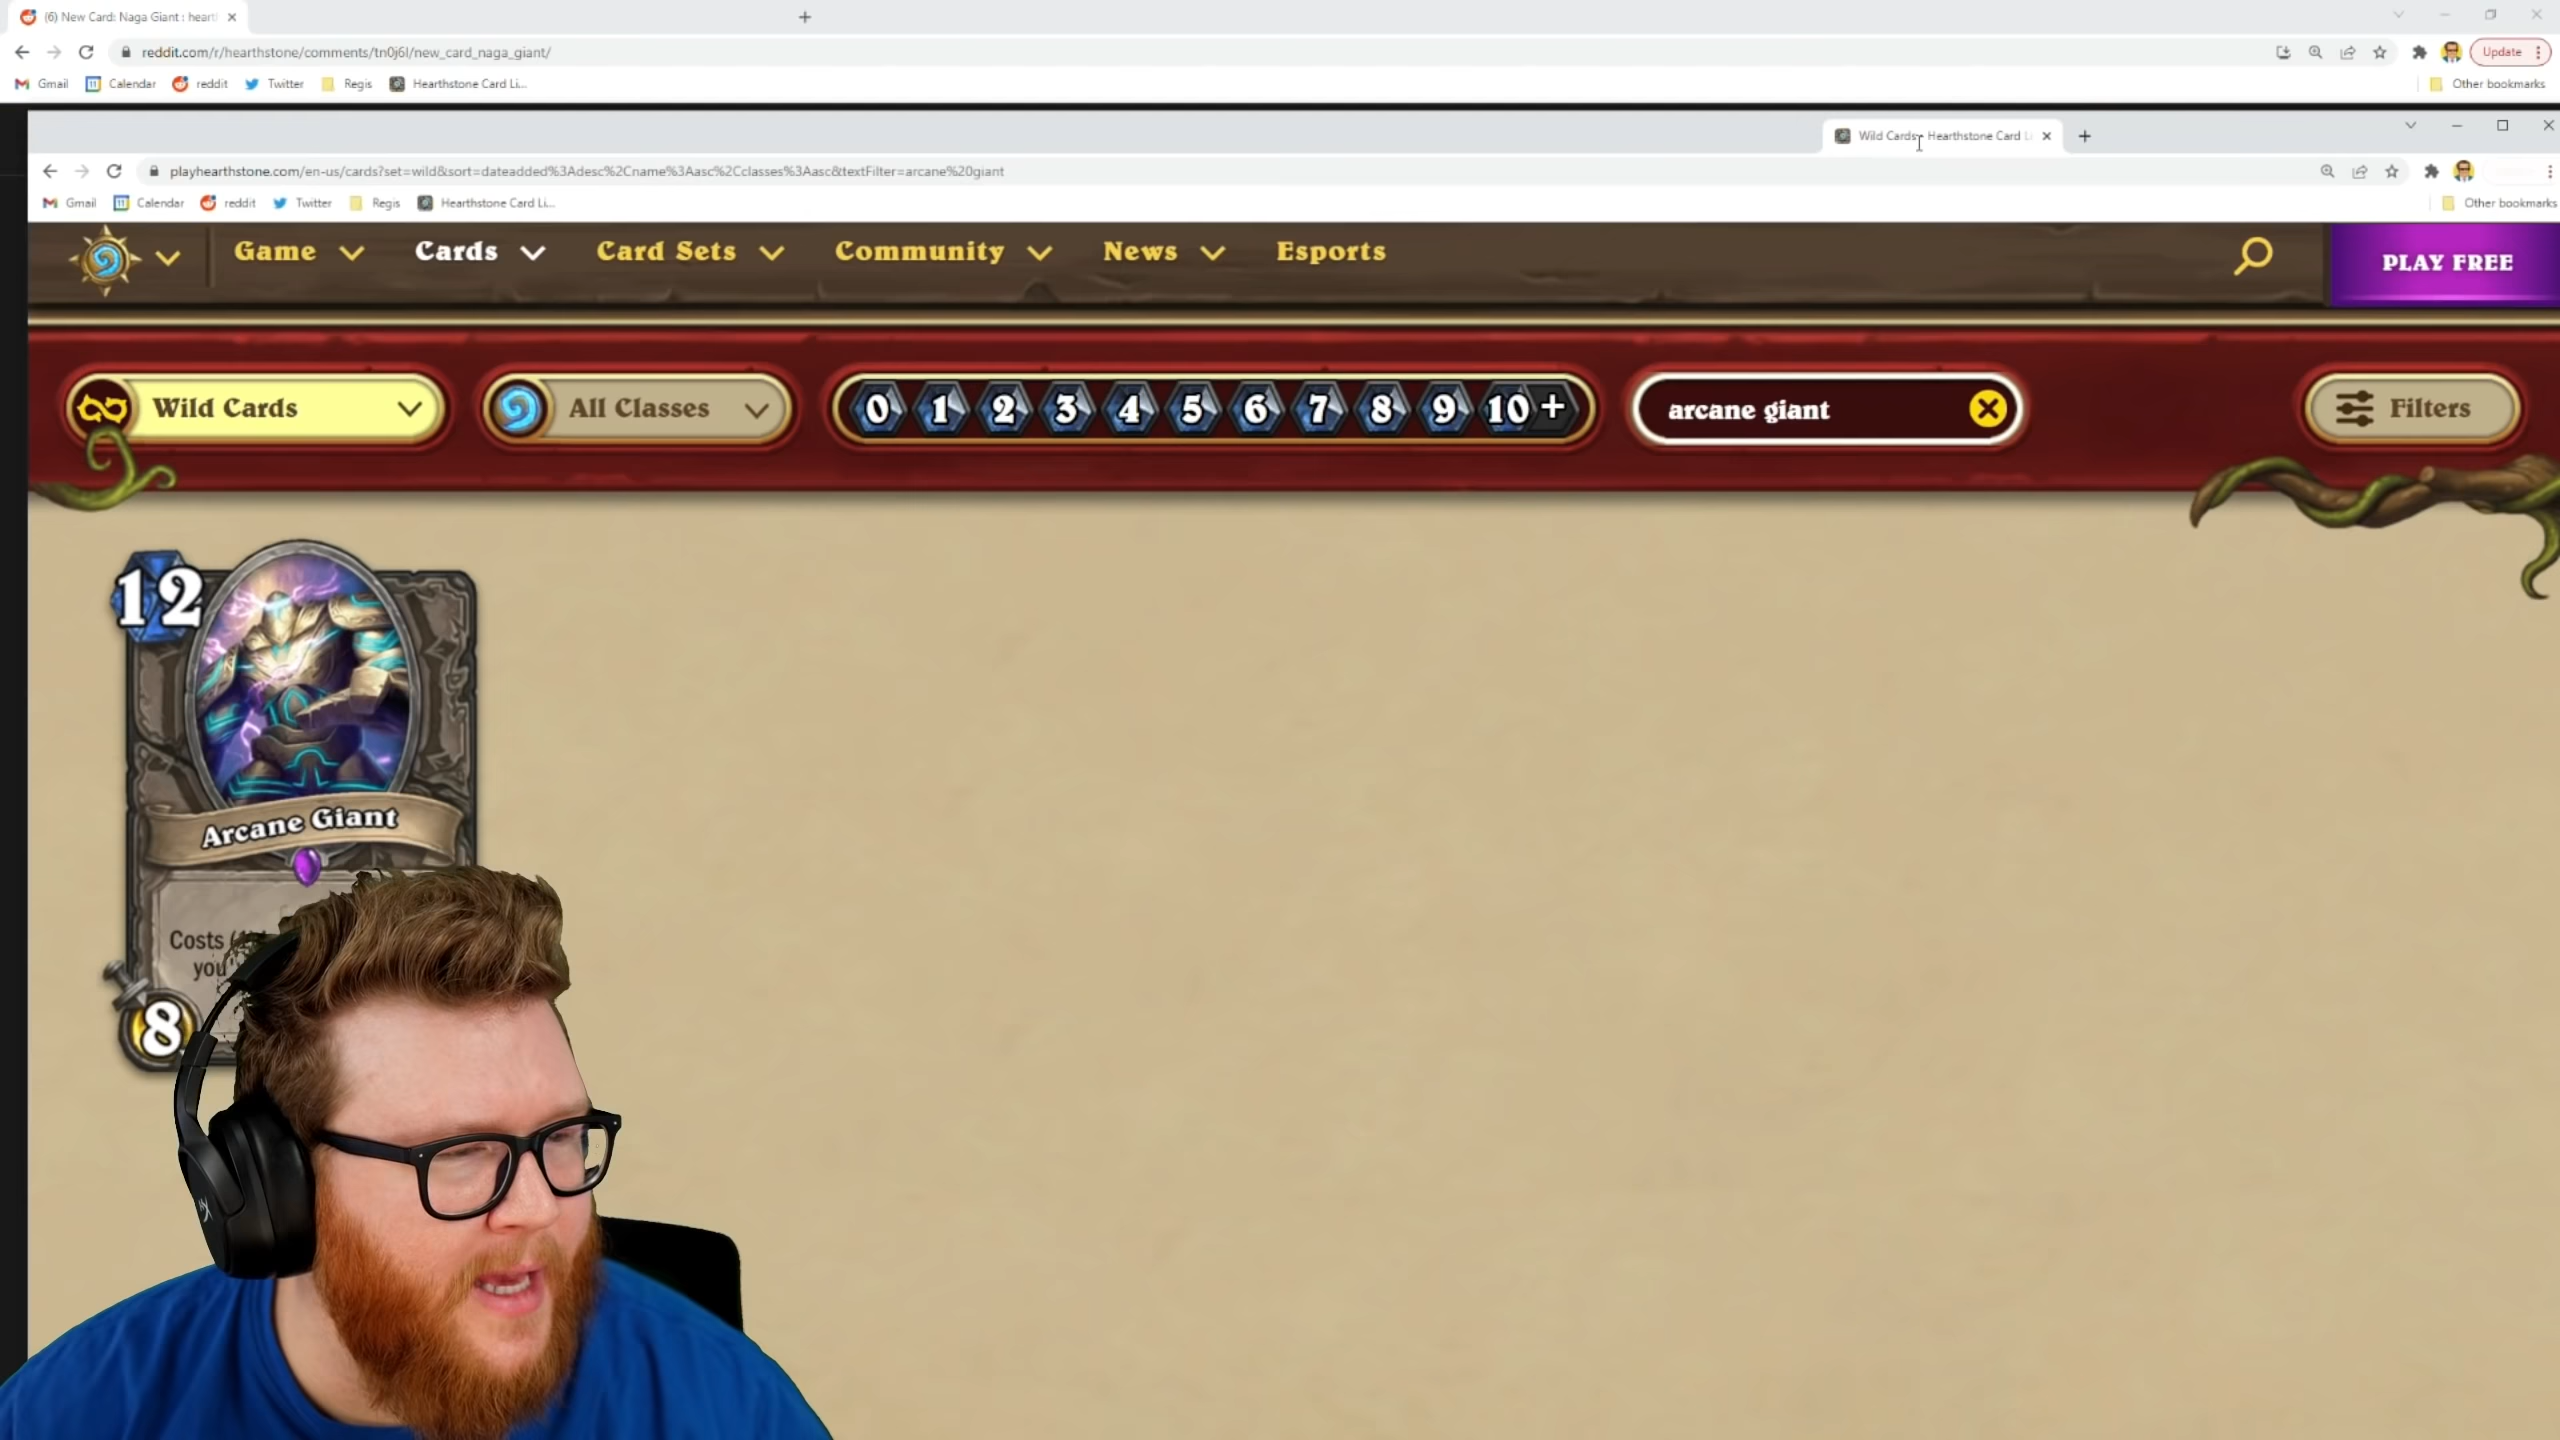 (6) New Card: Naga Giant : heart
reddit.com/r/hearthstone/comments/tn0j6l/new_card_naga_giant/
Update
Gmail Calendar reddit Twitter Regis Hearthstone Card Li... Other bookmarks
Wild Cards - Hearthstone Card Li
playhearthstone.com/en-us/cards?set=wild&sort=dateadded%3Adesc%2Cname%3Aasc%2Cclasses%3Aasc&textFilter=arcane%20giant
Gmail Calendar reddit Twitter Regis Hearthstone Card Li... Other bookmarks
Game Cards Card Sets Community News Esports PLAY FREE
Wild Cards All Classes 0 1 2 3 4 5 6 7 8 9 10+ arcane giant Filters
12
Arcane Giant
Costs
you
8